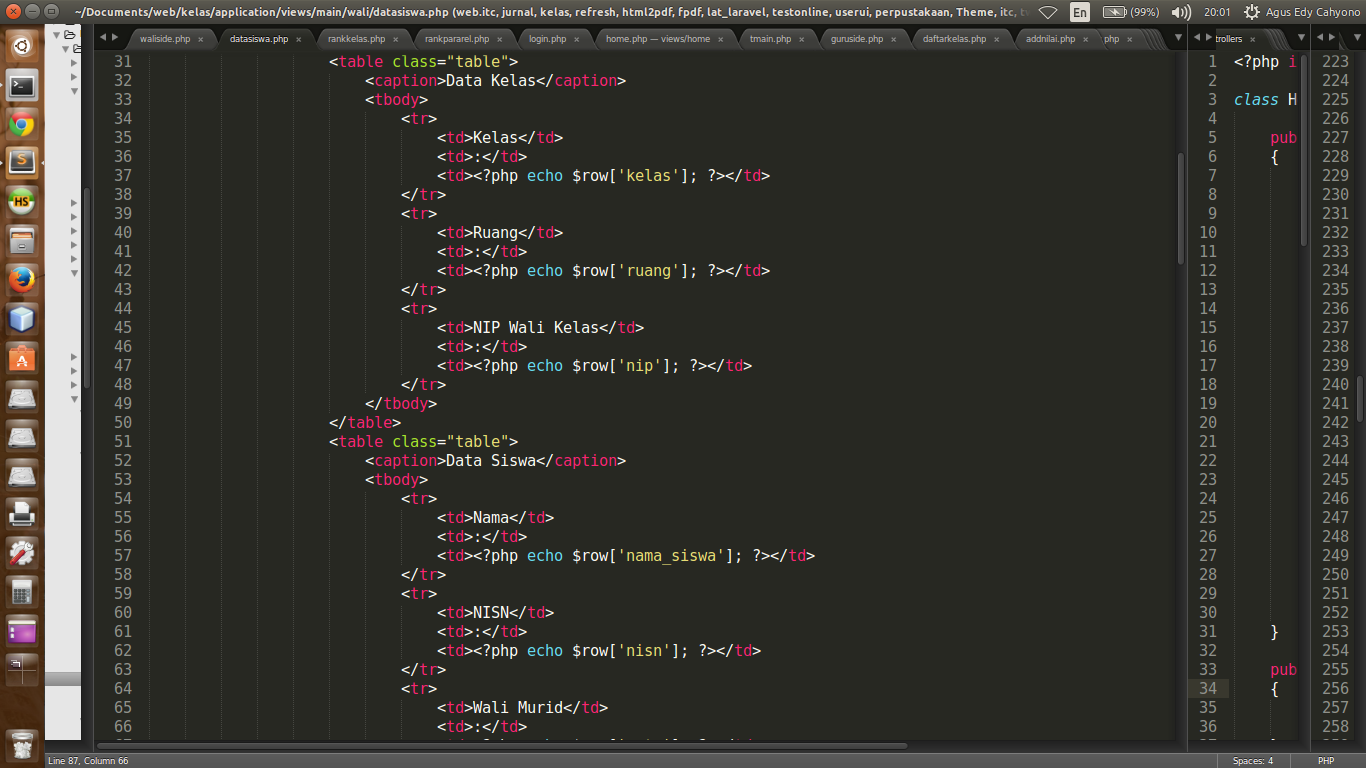 ~/Documents/web/kelas/application/views/main/wali/datasiswa.php (web.itc, jurnal, kelas, refresh, html2pdf, fpdf, lat_laravel, testonline, userui, perpustakaan, Theme, itc,
En (99%) 20:01 Agus Edy Cahyono
waliside.php × datasiswa.php × rankkelas.php × rankpararel.php × login.php × home.php — views/home × tmain.php × guruside.php × daftarkelas.php × addnilai.php × php × trollers ×
31 <table class="table">
32 <caption>Data Kelas</caption>
33 <tbody>
34 <tr>
35 <td>Kelas</td>
36 <td>:</td>
37 <td><?php echo $row['kelas']; ?></td>
38 </tr>
39 <tr>
40 <td>Ruang</td>
41 <td>:</td>
42 <td><?php echo $row['ruang']; ?></td>
43 </tr>
44 <tr>
45 <td>NIP Wali Kelas</td>
46 <td>:</td>
47 <td><?php echo $row['nip']; ?></td>
48 </tr>
49 </tbody>
50 </table>
51 <table class="table">
52 <caption>Data Siswa</caption>
53 <tbody>
54 <tr>
55 <td>Nama</td>
56 <td>:</td>
57 <td><?php echo $row['nama_siswa']; ?></td>
58 </tr>
59 <tr>
60 <td>NISN</td>
61 <td>:</td>
62 <td><?php echo $row['nisn']; ?></td>
63 </tr>
64 <tr>
65 <td>Wali Murid</td>
66 <td>:</td>
1 <?php i
2
3 class H
4
5 pub
6 {
7
8
9
10
11
12
13
14
15
16
17
18
19
20
21
22
23
24
25
26
27
28
29
30
31 }
32
33 pub
34 {
35
36
223
224
225
226
227
228
229
230
231
232
233
234
235
236
237
238
239
240
241
242
243
244
245
246
247
248
249
250
251
252
253
254
255
256
257
258
Line 87, Column 66
Spaces: 4
PHP